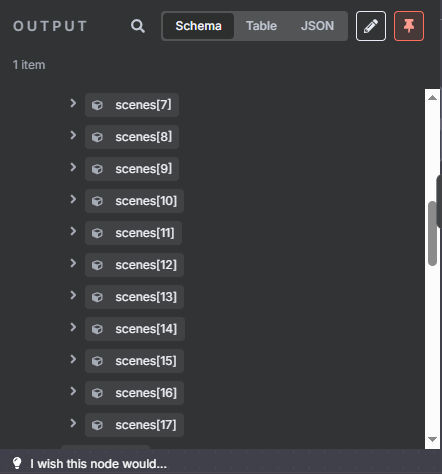 OUTPUT
Schema Table JSON
1 item
scenes[7]
scenes[8]
scenes[9]
scenes[10]
scenes[11]
scenes[12]
scenes[13]
scenes[14]
scenes[15]
scenes[16]
scenes[17]
I wish this node would...